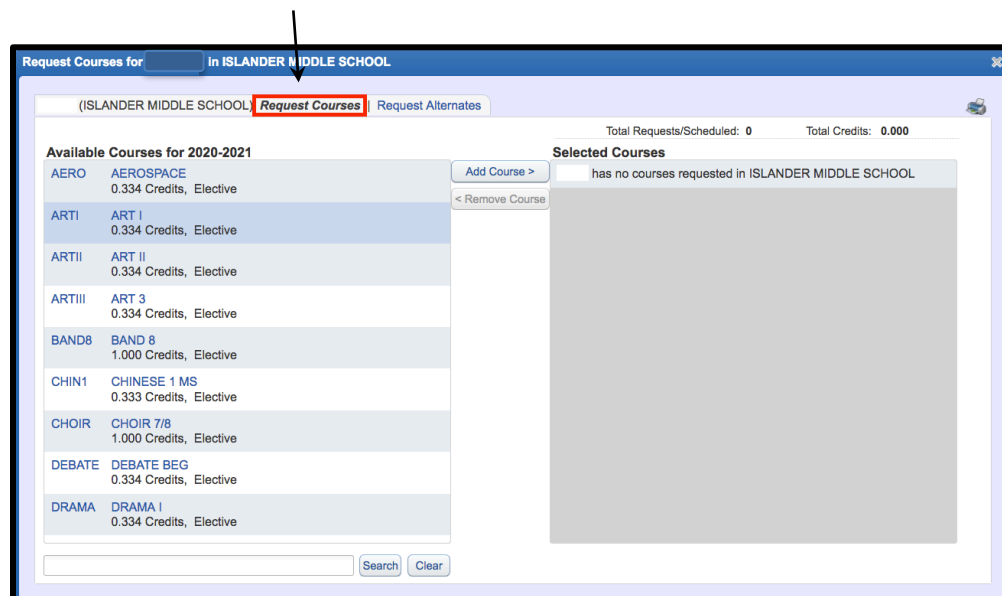 Request Courses for in ISLANDER MIDDLE SCHOOL
(ISLANDER MIDDLE SCHOOL) Request Courses | Request Alternates
Total Requests/Scheduled: 0 Total Credits: 0.000
Available Courses for 2020-2021
Selected Courses
AERO AEROSPACE
0.334 Credits, Elective
Add Course >
< Remove Course
has no courses requested in ISLANDER MIDDLE SCHOOL
ARTI ART I
0.334 Credits, Elective
ARTII ART II
0.334 Credits, Elective
ARTIII ART 3
0.334 Credits, Elective
BAND8 BAND 8
1.000 Credits, Elective
CHIN1 CHINESE 1 MS
0.333 Credits, Elective
CHOIR CHOIR 7/8
1.000 Credits, Elective
DEBATE DEBATE BEG
0.334 Credits, Elective
DRAMA DRAMA I
0.334 Credits, Elective
Search Clear